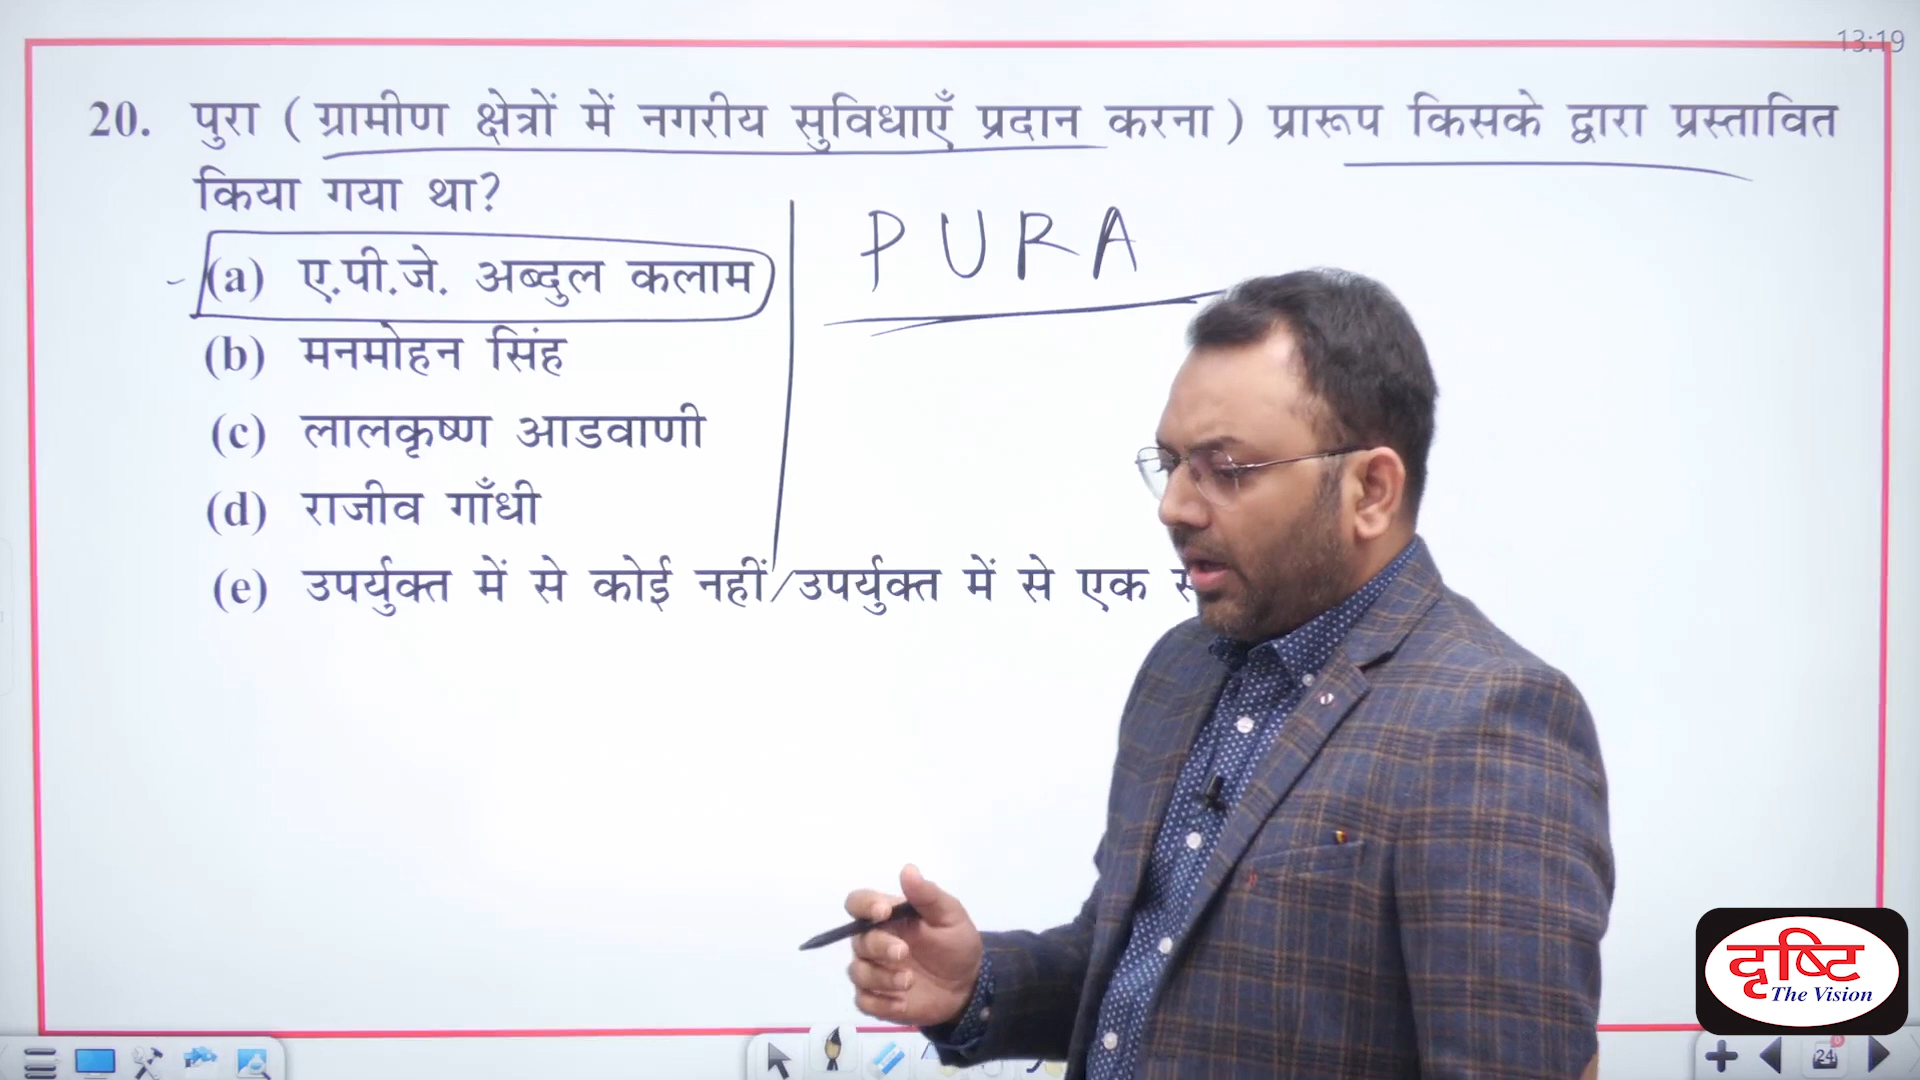 13:19
20. पुरा (ग्रामीण क्षेत्रों में नगरीय सुविधाएँ प्रदान करना) प्रारूप किसके द्वारा प्रस्तावित
किया गया था?
(a) ए.पी.जे. अब्दुल कलाम
PURA
(b) मनमोहन सिंह
(c) लालकृष्ण आडवाणी
(d) राजीव गाँधी
(e) उपर्युक्त में से कोई नहीं/उपर्युक्त में से एक
दृष्टि
The Vision
24